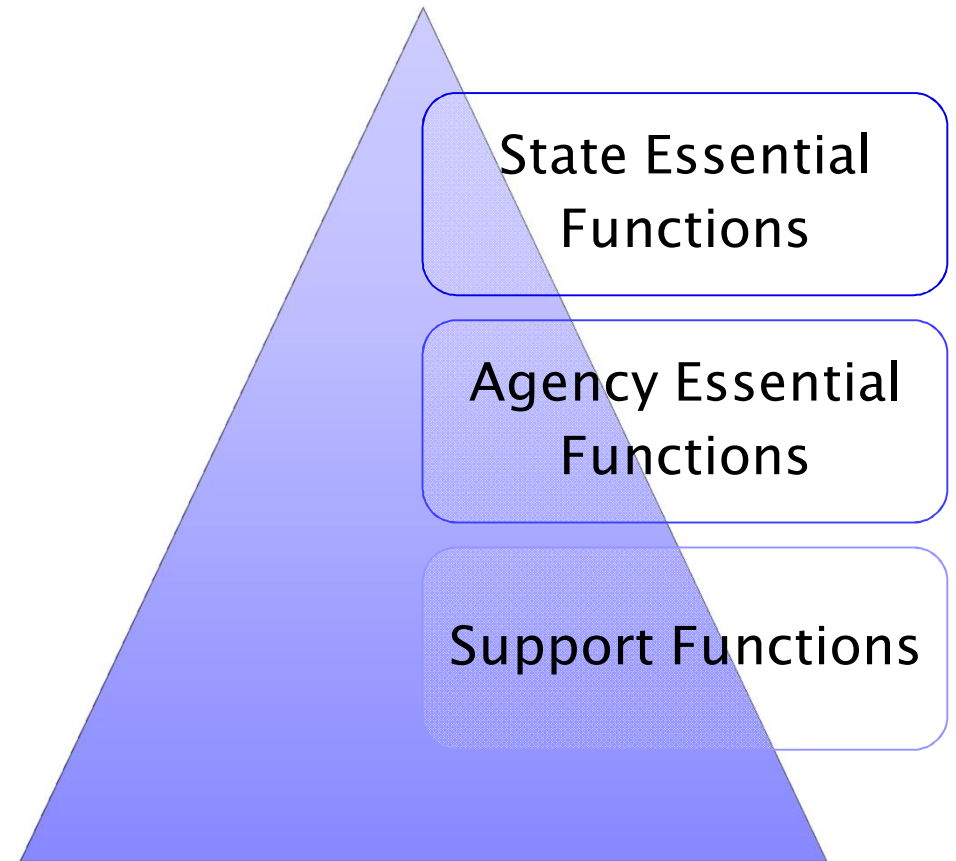 State Essential
Functions
Agency Essential
Functions
Support Functions